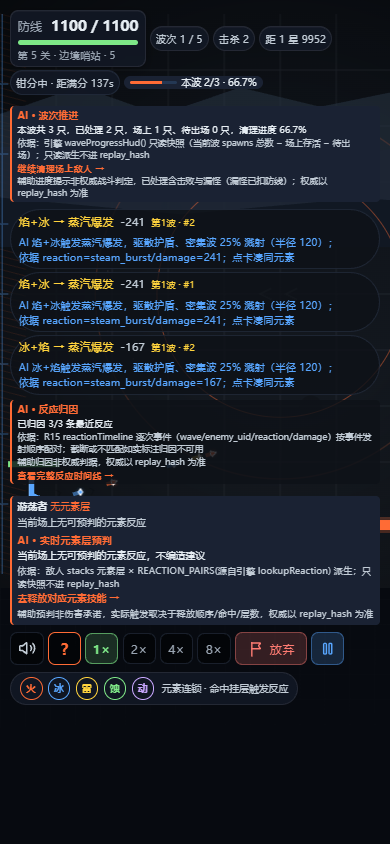 防线 1100 / 1100
第 5 关 · 边境哨站 · 5
波次 1 / 5
击杀 2
距 1 星 9952
钳分中 · 距满分 137s
本波 2/3 · 66.7%
AI · 波次推进
本波共 3 只，已处理 2 只，场上 1 只、待出场 0 只，清理进度 66.7%
依据：引擎 waveProgressHud() 只读快照（当前波 spawns 总数 − 场上存活 − 待出
场）；只读派生不进 replay_hash
继续清理场上敌人 →
辅助进度提示非权威战斗判定，已处理含击败与漏怪（漏怪已扣防线）；权威以
replay_hash 为准
焰+冰 → 蒸汽爆发 -241 第1波 · #2
AI 焰+冰触发蒸汽爆发，驱散护盾、密集波 25% 溅射（半径 120）；
依据 reaction=steam_burst/damage=241；点卡凑同元素
焰+冰 → 蒸汽爆发 -241 第1波 · #1
AI 焰+冰触发蒸汽爆发，驱散护盾、密集波 25% 溅射（半径 120）；
依据 reaction=steam_burst/damage=241；点卡凑同元素
冰+焰 → 蒸汽爆发 -167 第1波 · #2
AI 冰+焰触发蒸汽爆发，驱散护盾、密集波 25% 溅射（半径 120）；
依据 reaction=steam_burst/damage=167；点卡凑同元素
AI · 反应归因
已归因 3/3 条最近反应
依据：R15 reactionTimeline 逐次事件（wave/enemy_uid/reaction/damage）按事件发
射顺序配对；截断或不匹配如实标注归因不可用
辅助归因非权威判据，权威以 replay_hash 为准
查看完整反应时间线 →
游荡者 无元素层
当前场上无可预判的元素反应
AI · 实时元素层预判
当前场上无可预判的元素反应，不编造建议
依据：敌人 stacks 元素层 × REACTION_PAIRS(源自引擎 lookupReaction) 派生；只
读快照不进 replay_hash
去释放对应元素技能 →
辅助预判非伤害承诺，实际触发取决于释放顺序/命中/层数，权威以 replay_hash 为准
? 1× 2× 4× 8× 放弃
火 冰 雷 蚀 动 元素连锁 · 命中挂层触发反应